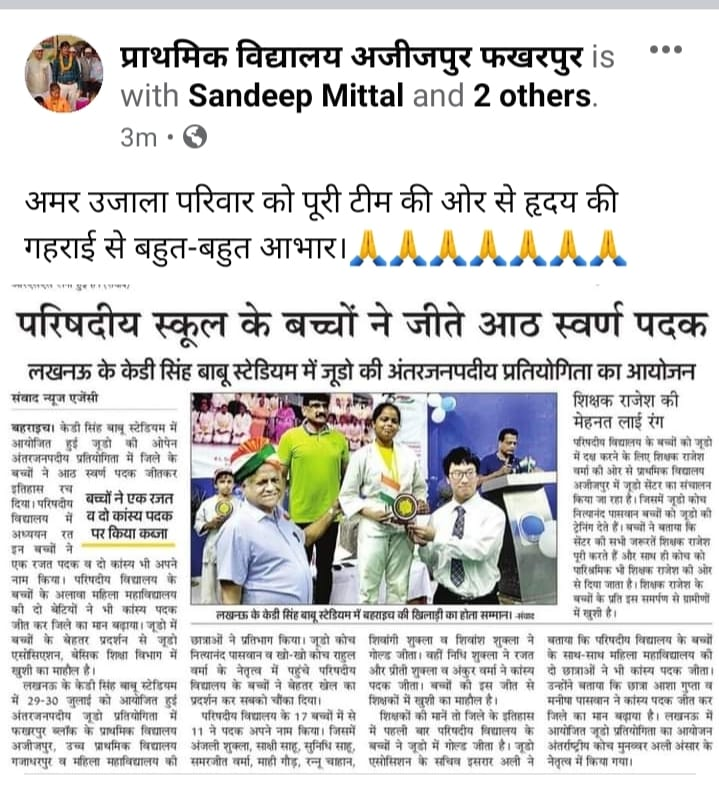 प्राथमिक विद्यालय अजीजपुर फखरपुर is
with Sandeep Mittal and 2 others.
3m •
अमर उजाला परिवार को पूरी टीम की ओर से हृदय की
गहराई से बहुत-बहुत आभार।🙏🙏🙏🙏🙏🙏🙏
परिषदीय स्कूल के बच्चों ने जीते आठ स्वर्ण पदक
लखनऊ के केडी सिंह बाबू स्टेडियम में जूडो की अंतरजनपदीय प्रतियोगिता का आयोजन
संवाद न्यूज एजेंसी
बहराइच। केडी सिंह बाबू स्टेडियम में
आयोजित हुई जूडो की ओपेन
अंतरजनपदीय प्रतियोगिता में जिले के
बच्चों ने आठ स्वर्ण पदक जीतकर
इतिहास रच
दिया। परिषदीय
विद्यालय में
अध्ययन रत
इन बच्चों ने
बच्चों ने एक रजत
व दो कांस्य पदक
पर किया कब्जा
एक रजत पदक व दो कांस्य भी अपने
नाम किया। परिषदीय विद्यालय के
बच्चों के अलावा महिला महाविद्यालय
की दो बेटियों ने भी कांस्य पदक
जीत कर जिले का मान बढ़ाया। जूडो में
बच्चों के बेहतर प्रदर्शन से जूडो
एसोसिएशन, बेसिक शिक्षा विभाग में
खुशी का माहौल है।
लखनऊ के केडी सिंह बाबू स्टेडियम
में 29-30 जुलाई को आयोजित हुई
अंतरजनपदीय जूडो प्रतियोगिता में
फखरपुर ब्लॉक के प्राथमिक विद्यालय
अजीजपुर, उच्च प्राथमिक विद्यालय
गजाधरपुर व महिला महाविद्यालय की
लखनऊ के केडी सिंह बाबू स्टेडियम में बहराइच की खिलाड़ी का होता सम्मान। -संवाद
छात्राओं ने प्रतिभाग किया। जूडो कोच
नित्यानंद पासवान व खो-खो कोच राहुल
वर्मा के नेतृत्व में पहुंचे परिषदीय
विद्यालय के बच्चों ने बेहतर खेल का
प्रदर्शन कर सबको चौंका दिया।
परिषदीय विद्यालय के 17 बच्चों में से
11 ने पदक अपने नाम किया। जिसमें
अंजली शुक्ला, साक्षी साहू, सुनिधि साहू,
समरजीत वर्मा, माही गौड़, रन्नू चाहान,
शिवांगी शुक्ला व शिवांश शुक्ला ने
गोल्ड जीता। वहीं निधि शुक्ला ने रजत
और प्रीती शुक्ला व अंकुर वर्मा ने कांस्य
पदक जीता। बच्चों की इस जीत से
शिक्षकों में खुशी का माहौल है।
शिक्षकों की मानें तो जिले के इतिहास
में पहली बार परिषदीय विद्यालय के
बच्चों ने जूडो में गोल्ड जीता है। जूडो
एसोसिएशन के सचिव इसरार अली ने
शिक्षक राजेश की
मेहनत लाई रंग
परिषदीय विद्यालय के बच्चों को जूडो
में दक्ष करने के लिए शिक्षक राजेश
वर्मा की ओर से प्राथमिक विद्यालय
अजीजपुर में जूडो सेंटर का संचालन
किया जा रहा है। जिसमें जूडो कोच
नित्यानंद पासवान बच्चों को जूडो की
ट्रेनिंग देते हैं। बच्चों ने बताया कि
सेंटर की सभी जरूरतें शिक्षक राजेश
पूरी करते हैं और साथ ही कोच को
पारिश्रमिक भी शिक्षक राजेश की ओर
से दिया जाता है। शिक्षक राजेश के
बच्चों के प्रति इस समर्पण से ग्रामीणों
में खुशी है।
बताया कि परिषदीय विद्यालय के बच्चों
के साथ-साथ महिला महाविद्यालय की
दो छात्राओं ने भी कांस्य पदक जीता।
उन्होंने बताया कि छात्रा आशा गुप्ता व
मनीषा पासवान ने कांस्य पदक जीत कर
जिले का मान बढ़ाया है। लखनऊ में
आयोजित जूडो प्रतियोगिता का आयोजन
अंतर्राष्ट्रीय कोच मुनव्वर अली अंसार के
नेतृत्व में किया गया।